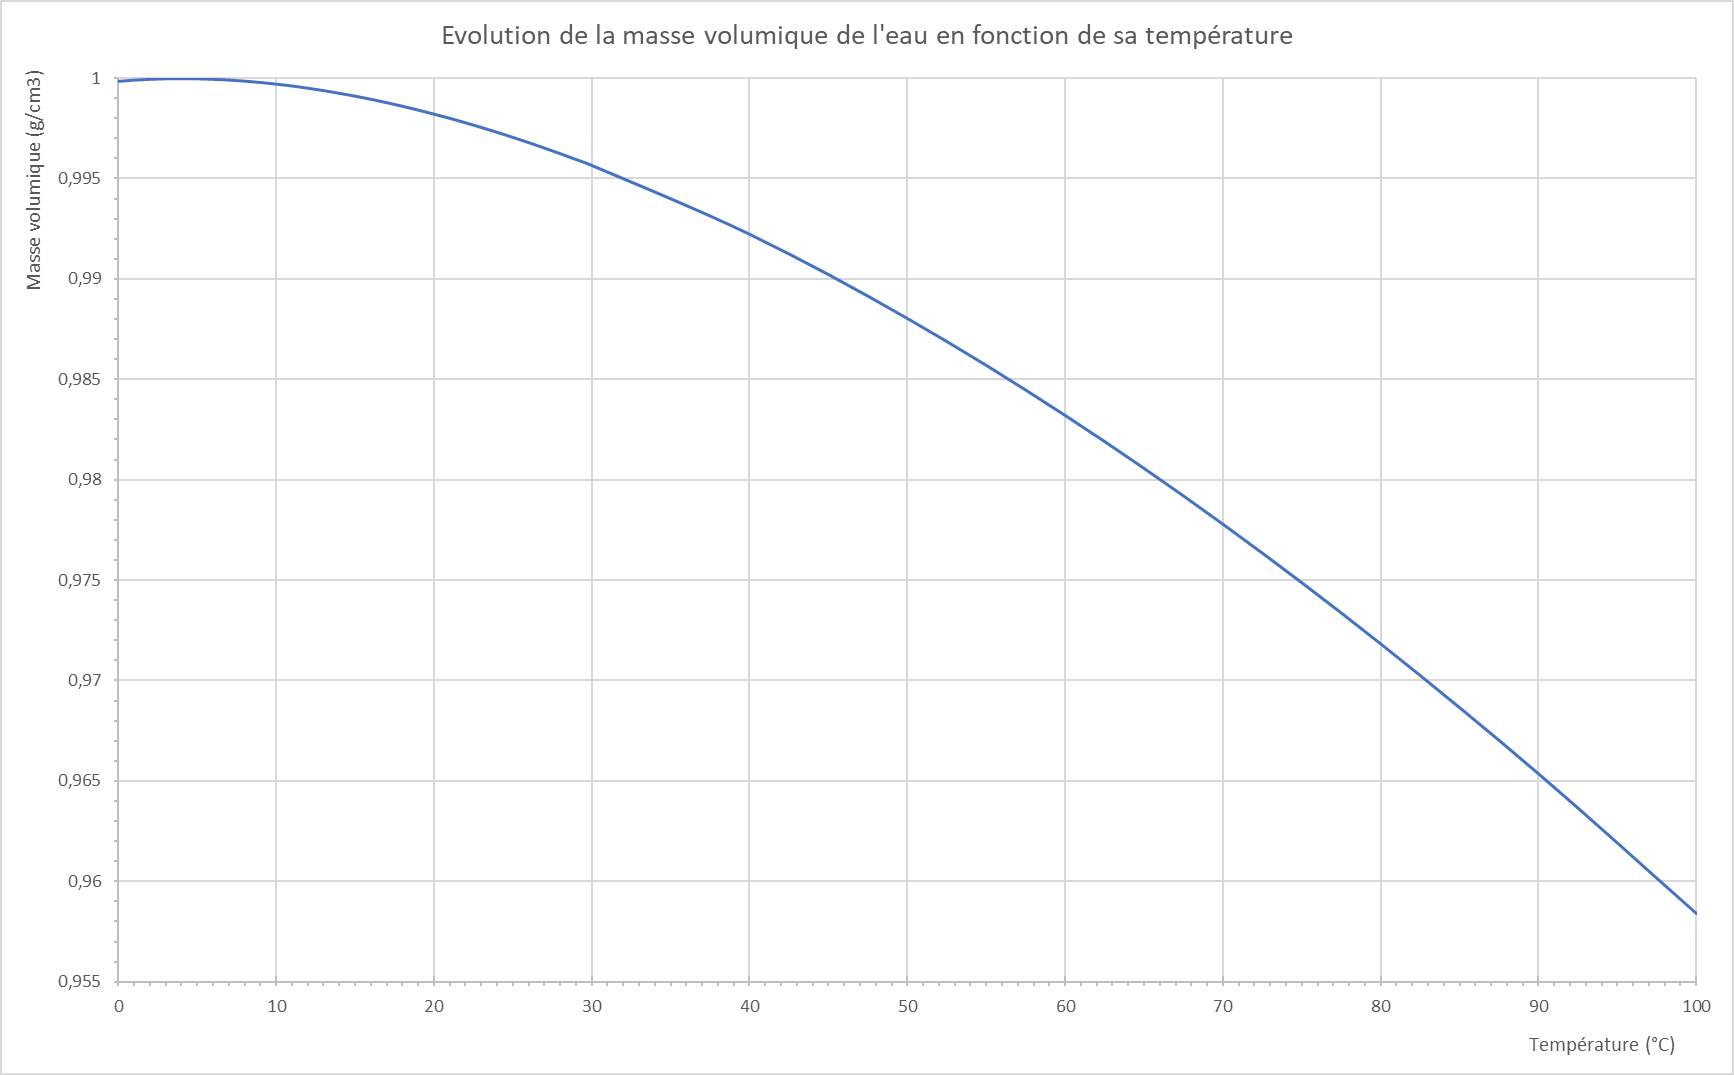 Evolution de la masse volumique de l'eau en fonction de sa température
Masse volumique (g/cm3)
1
0,995
0,99
0,985
0,98
0,975
0,97
0,965
0,96
0,955
0 10 20 30 40 50 60 70 80 90 100
Température (°C)